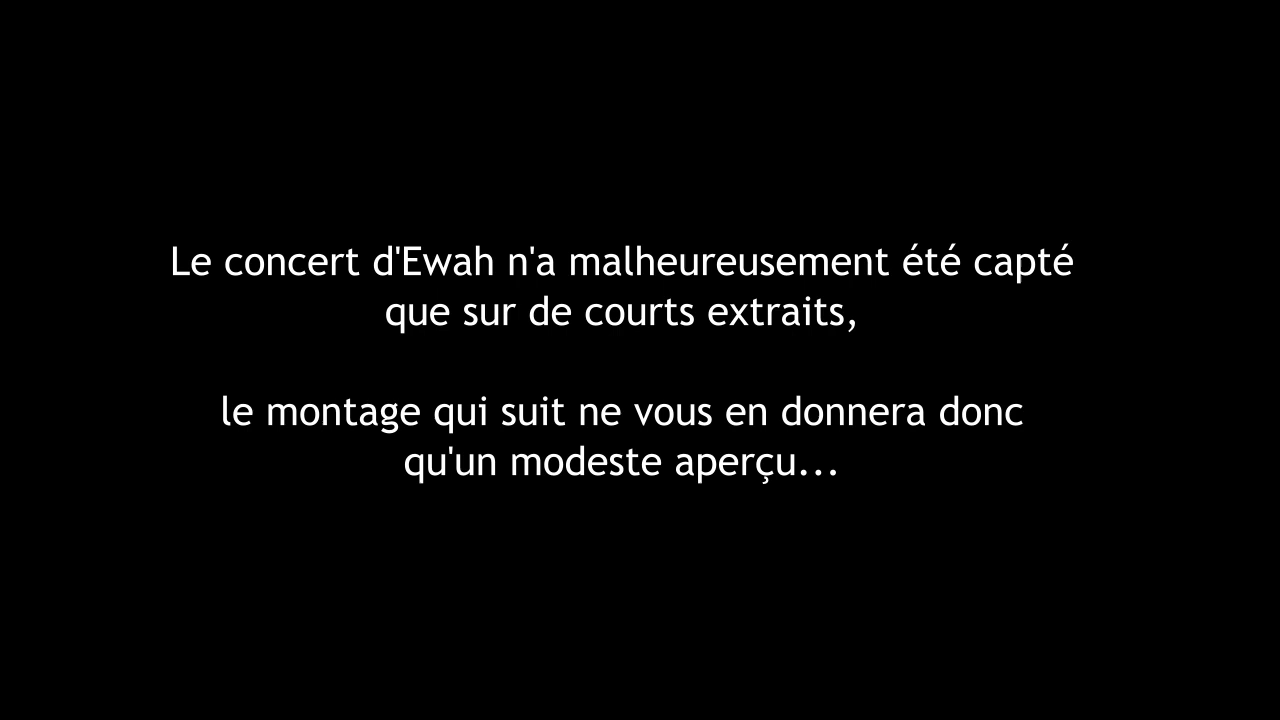 Le concert d'Ewah n'a malheureusement été capté
que sur de courts extraits,
le montage qui suit ne vous en donnera donc
qu'un modeste aperçu...